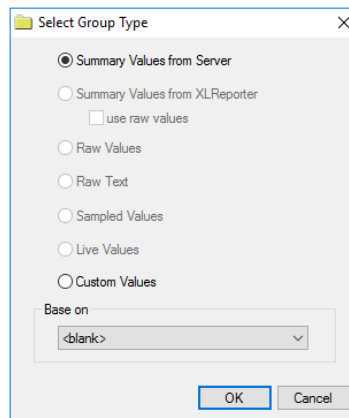 Select Group Type
Summary Values from Server
Summary Values from XLReporter
use raw values
Raw Values
Raw Text
Sampled Values
Live Values
Custom Values
Base on
<blank>
OK Cancel